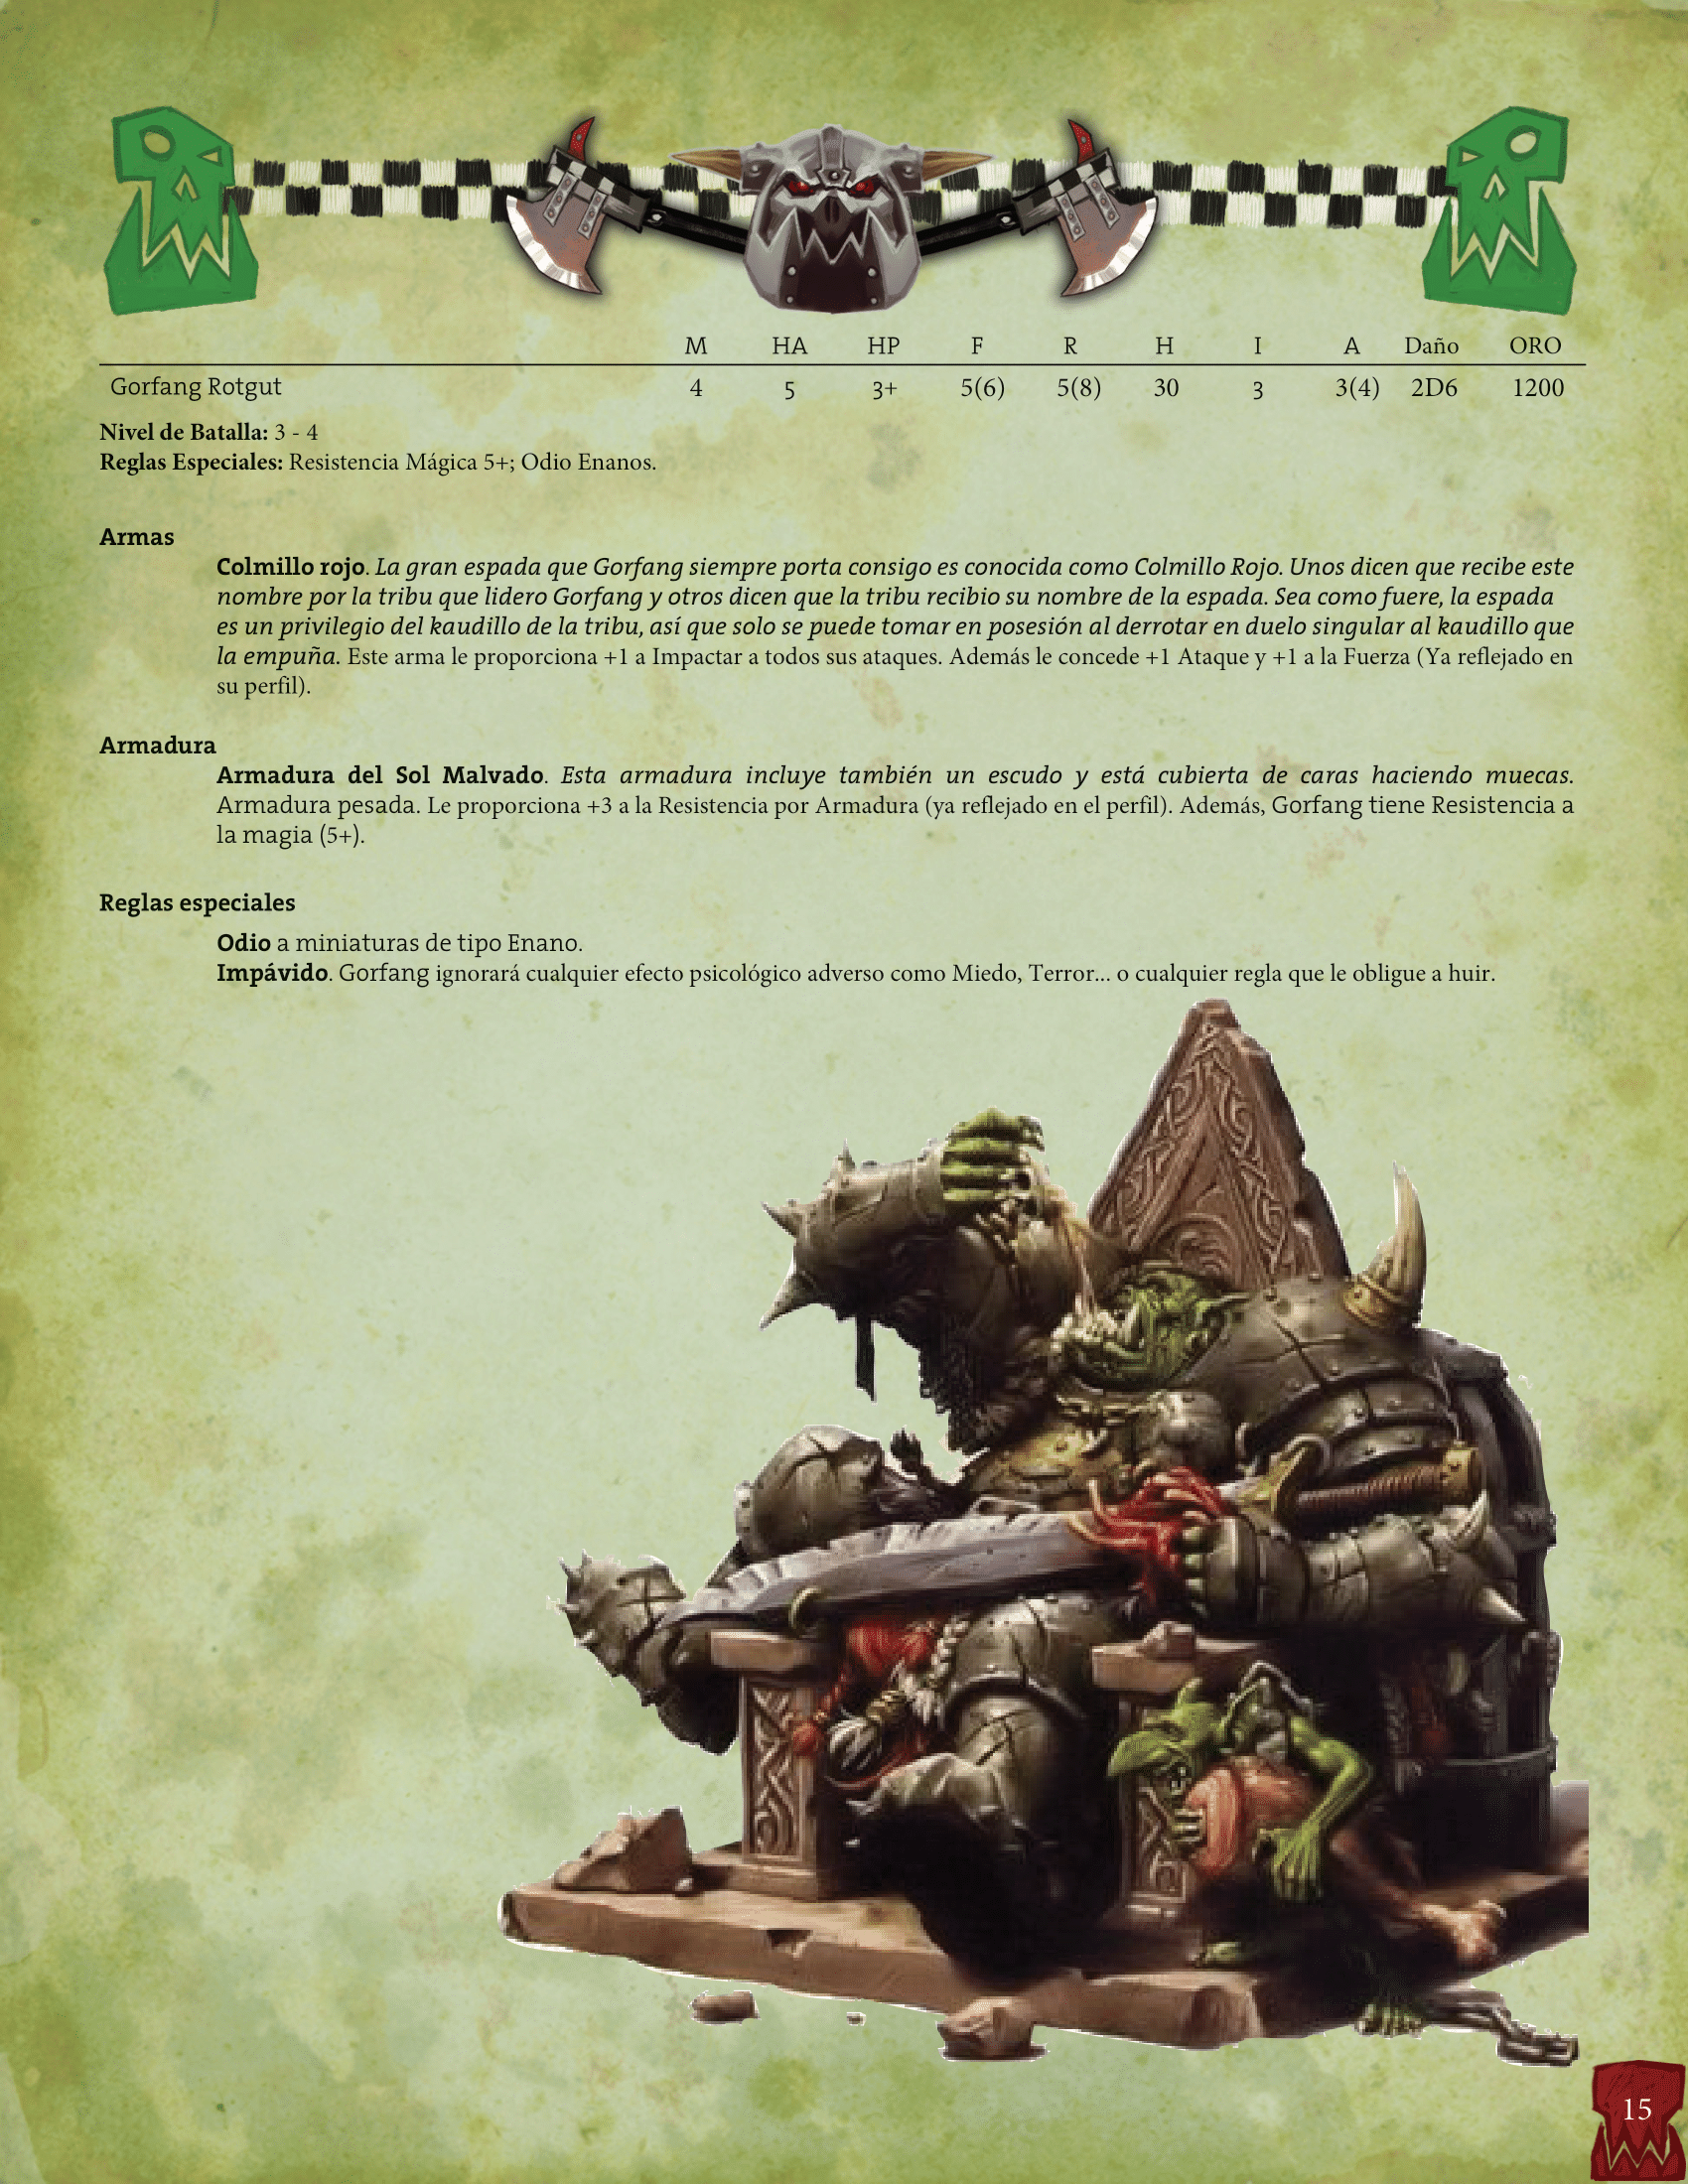 M HA HP F R H I A Daño ORO
Gorfang Rotgut 4 5 3+ 5(6) 5(8) 30 3 3(4) 2D6 1200
Nivel de Batalla: 3 - 4
Reglas Especiales: Resistencia Mágica 5+; Odio Enanos.
Armas
Colmillo rojo. La gran espada que Gorfang siempre porta consigo es conocida como Colmillo Rojo. Unos dicen que recibe este
nombre por la tribu que lidero Gorfang y otros dicen que la tribu recibio su nombre de la espada. Sea como fuere, la espada
es un privilegio del kaudillo de la tribu, así que solo se puede tomar en posesión al derrotar en duelo singular al kaudillo que
la empuña. Este arma le proporciona +1 a Impactar a todos sus ataques. Además le concede +1 Ataque y +1 a la Fuerza (Ya reflejado en
su perfil).
Armadura
Armadura del Sol Malvado. Esta armadura incluye también un escudo y está cubierta de caras haciendo muecas.
Armadura pesada. Le proporciona +3 a la Resistencia por Armadura (ya reflejado en el perfil). Además, Gorfang tiene Resistencia a
la magia (5+).
Reglas especiales
Odio a miniaturas de tipo Enano.
Impávido. Gorfang ignorará cualquier efecto psicológico adverso como Miedo, Terror... o cualquier regla que le obligue a huir.
15